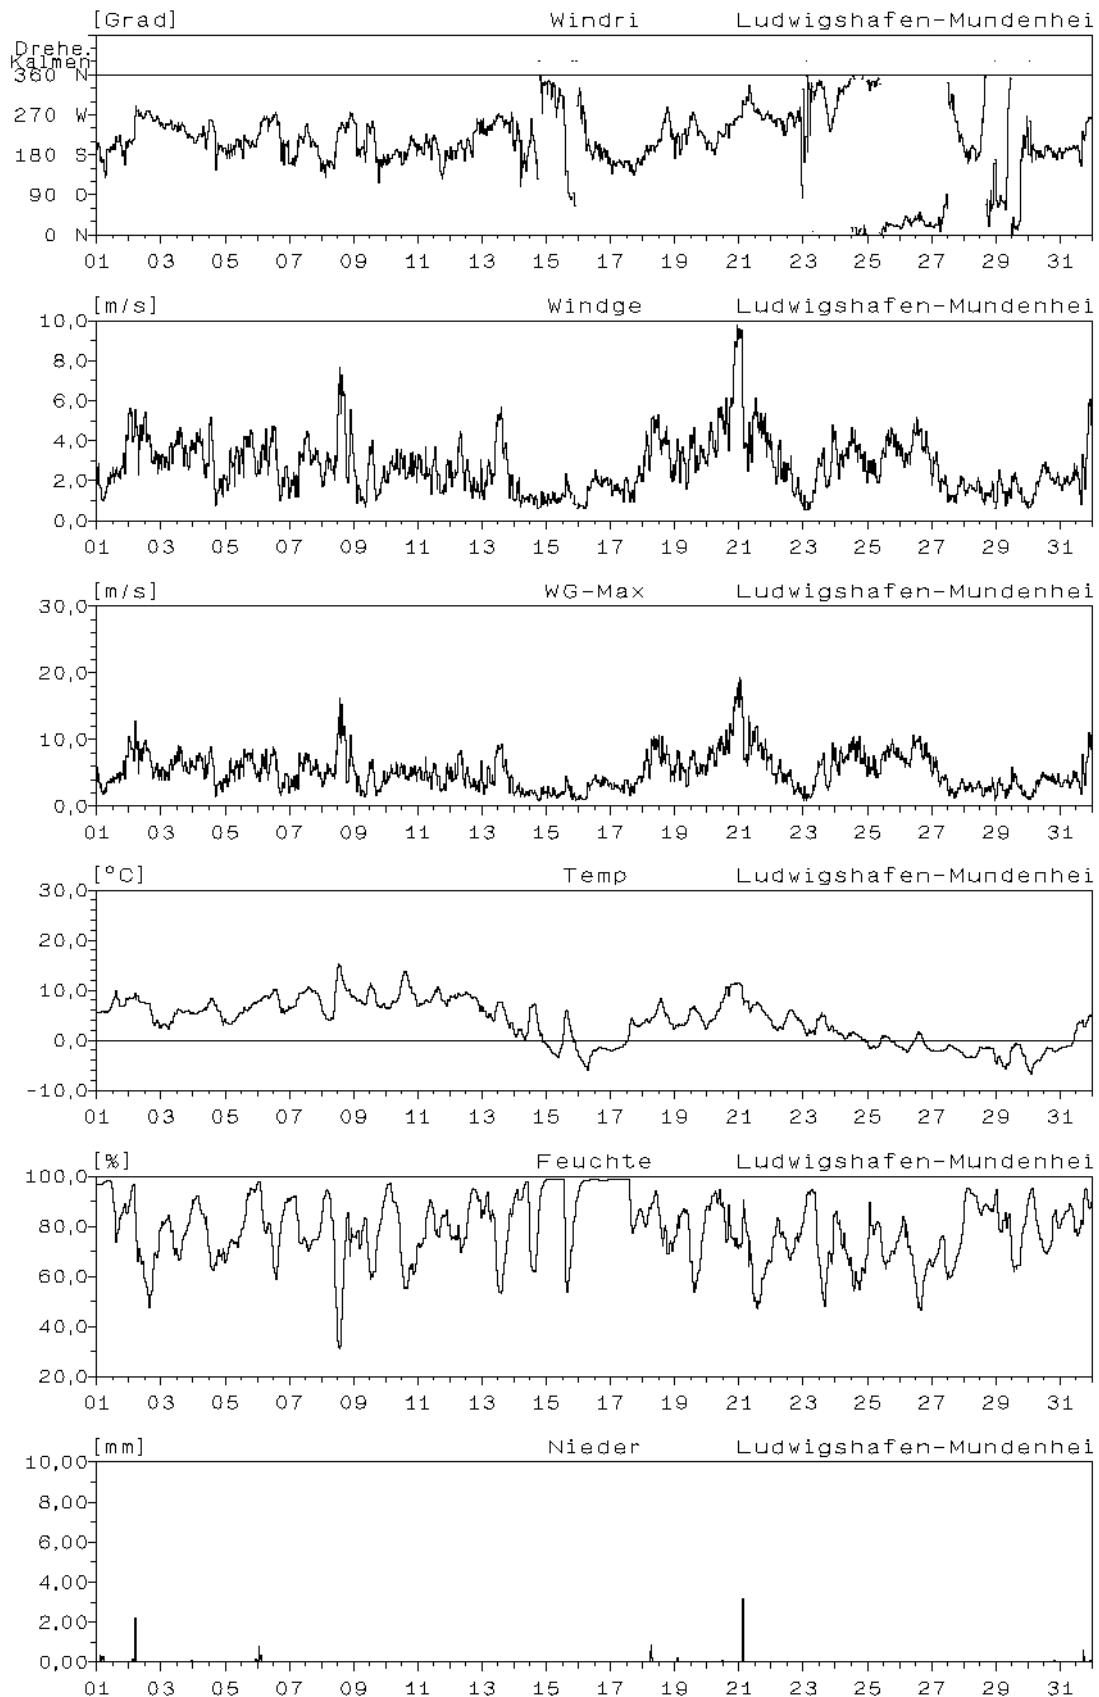 [Grad] Windri Ludwigshafen-Mundenhei
Drehe.
Kalmen
360 N
270 W
180 S
90 O
0 N
01 03 05 07 09 11 13 15 17 19 21 23 25 27 29 31
[m/s] Windge Ludwigshafen-Mundenhei
10,0
8,0
6,0
4,0
2,0
0,0
01 03 05 07 09 11 13 15 17 19 21 23 25 27 29 31
[m/s] WG-Max Ludwigshafen-Mundenhei
30,0
20,0
10,0
0,0
01 03 05 07 09 11 13 15 17 19 21 23 25 27 29 31
[°C] Temp Ludwigshafen-Mundenhei
30,0
20,0
10,0
0,0
-10,0
01 03 05 07 09 11 13 15 17 19 21 23 25 27 29 31
[%] Feuchte Ludwigshafen-Mundenhei
100,0
80,0
60,0
40,0
20,0
01 03 05 07 09 11 13 15 17 19 21 23 25 27 29 31
[mm] Nieder Ludwigshafen-Mundenhei
10,00
8,00
6,00
4,00
2,00
0,00
01 03 05 07 09 11 13 15 17 19 21 23 25 27 29 31